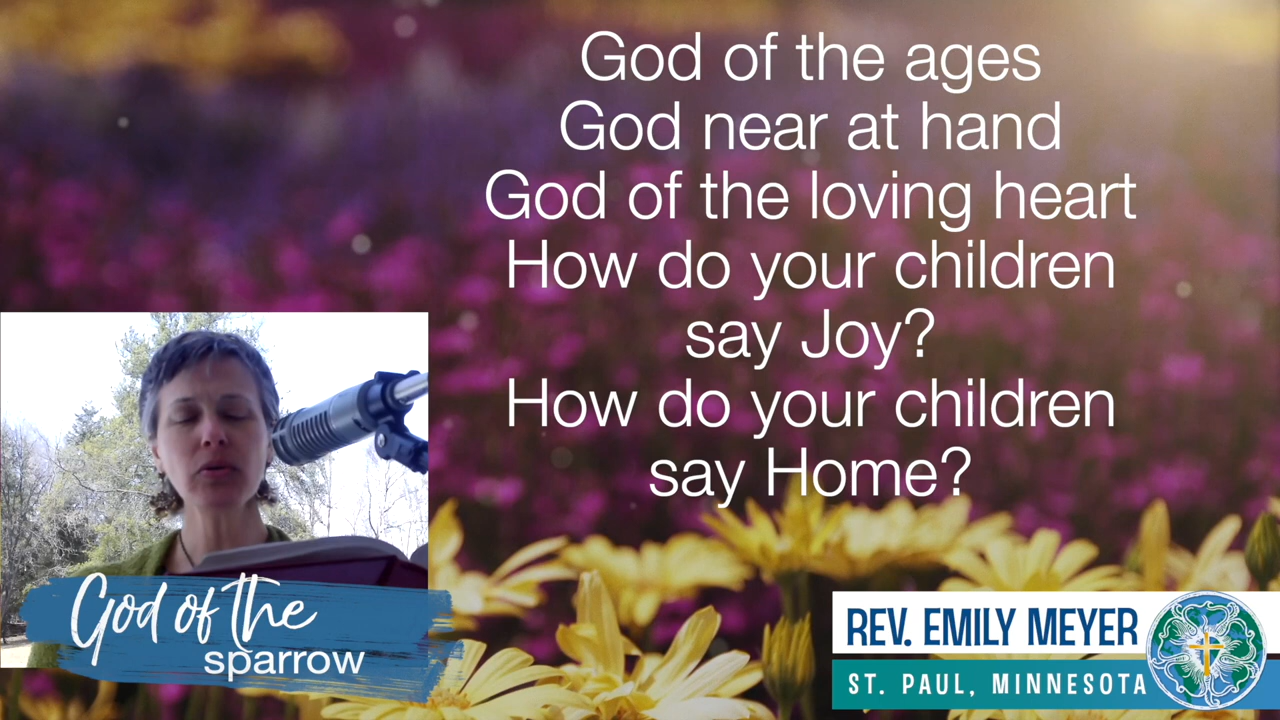 God of the ages
God near at hand
God of the loving heart
How do your children
say Joy?
How do your children
say Home?
God of the
sparrow
REV. EMILY MEYER
ST. PAUL, MINNESOTA